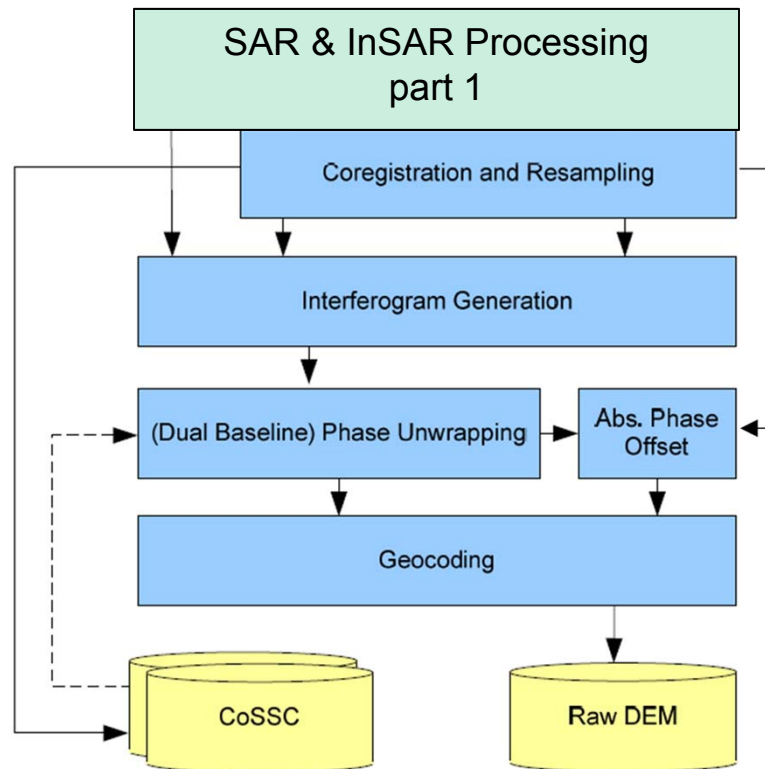 SAR & InSAR Processing
part 1
Coregistration and Resampling
Interferogram Generation
(Dual Baseline) Phase Unwrapping
Abs. Phase
Offset
Geocoding
CoSSC
Raw DEM